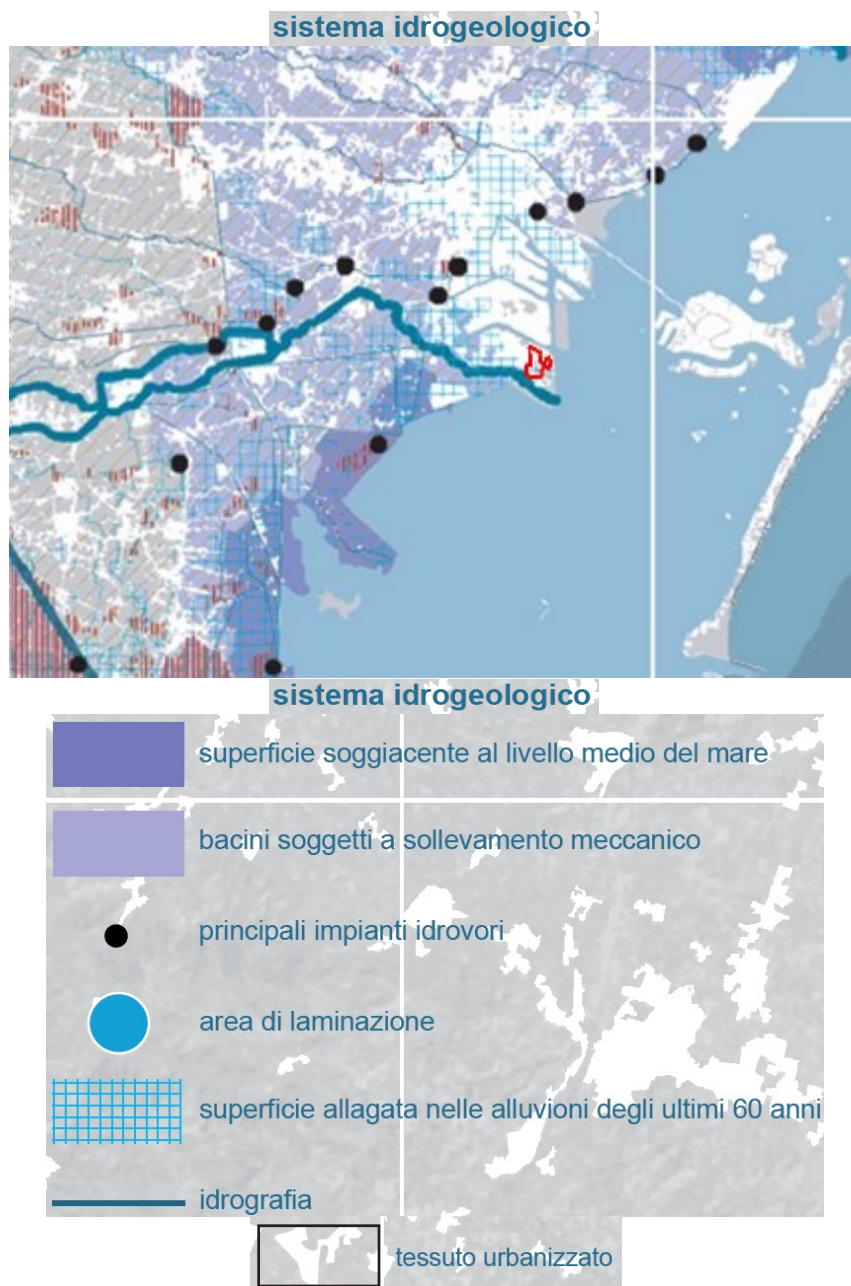 sistema idrogeologico
sistema idrogeologico
superficie soggiacente al livello medio del mare
bacini soggetti a sollevamento meccanico
principali impianti idrovori
area di laminazione
superficie allagata nelle alluvioni degli ultimi 60 anni
idrografia
tessuto urbanizzato